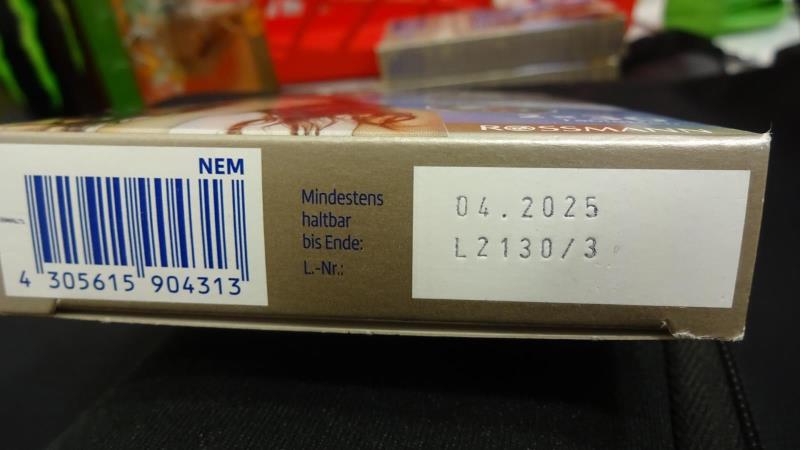 ROSSMANN
NEM
4 305615 904313
Mindestens
haltbar
bis Ende:
L.-Nr.:
04.2025
L2130/3